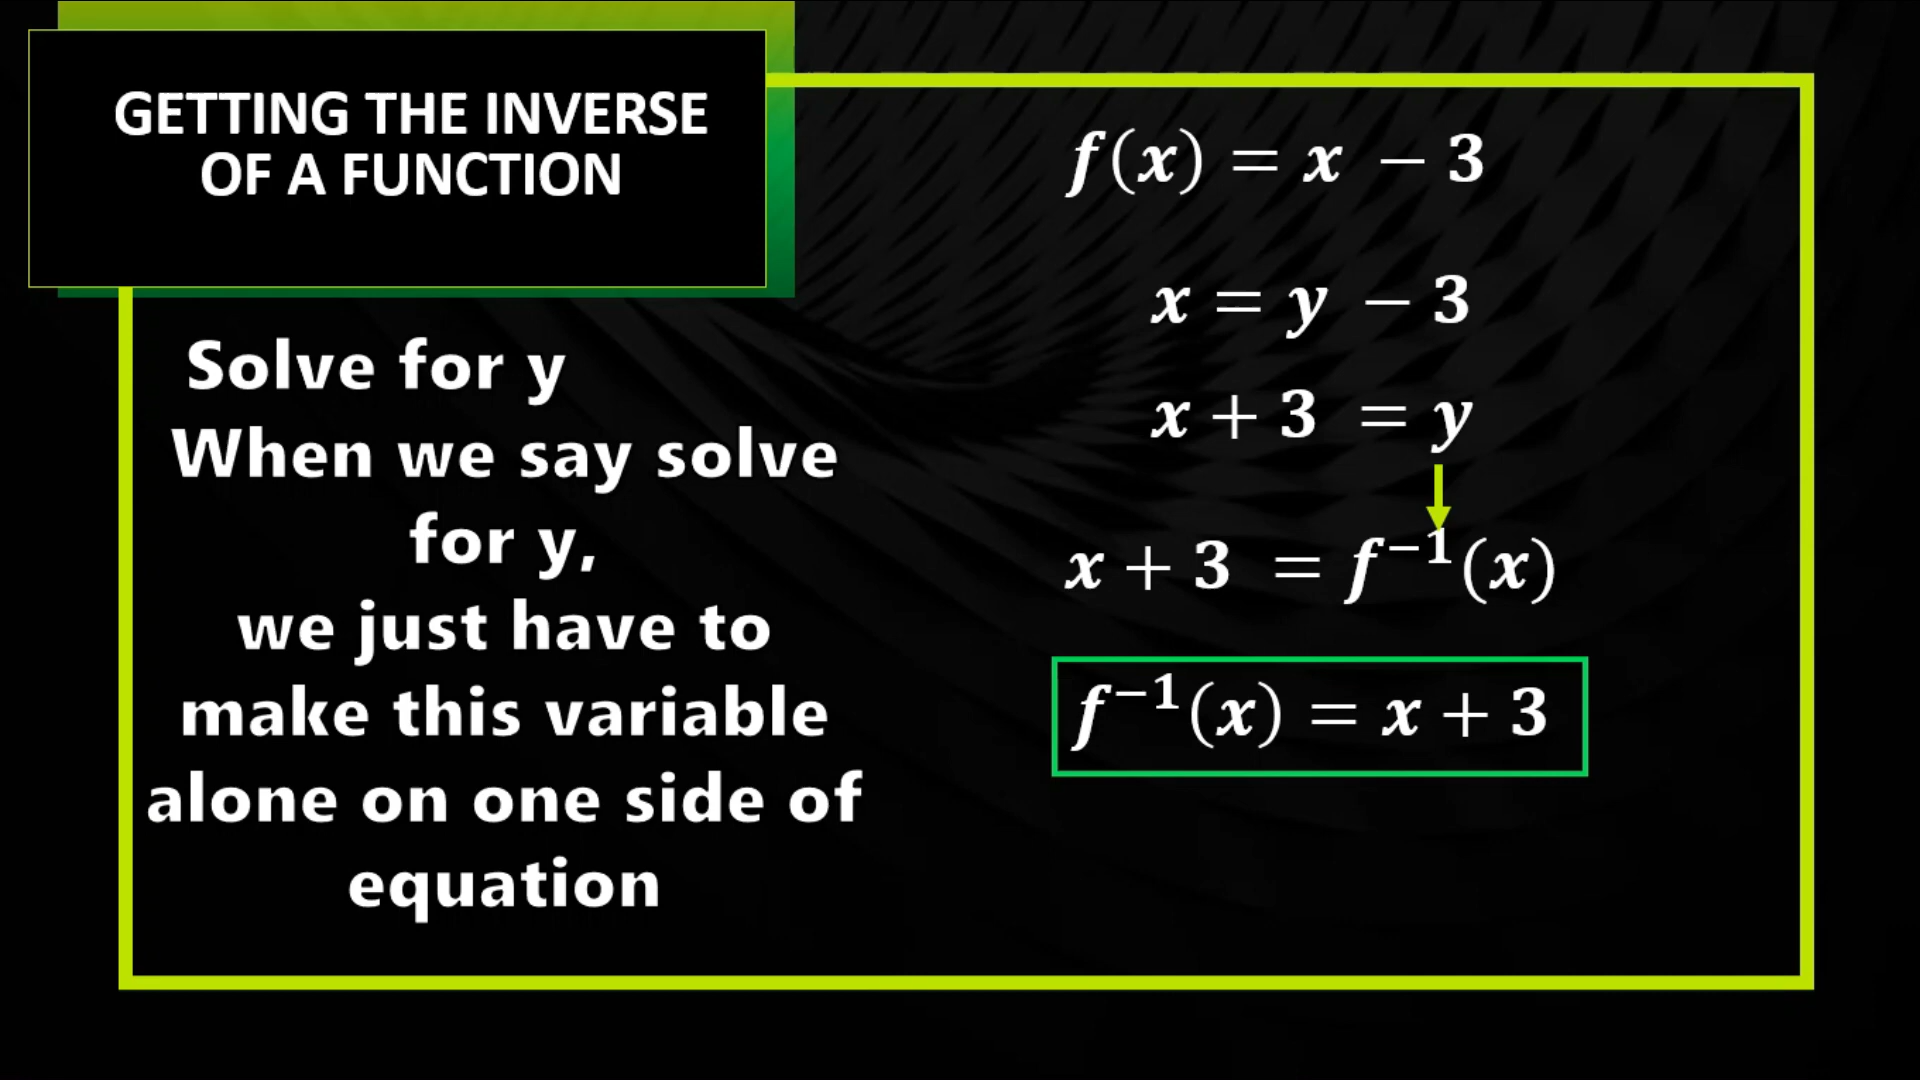 GETTING THE INVERSE
OF A FUNCTION
Solve for y
When we say solve
for y,
we just have to
make this variable
alone on one side of
equation
f(x) = x − 3
x = y − 3
x + 3 = y
x + 3 = f⁻¹(x)
f⁻¹(x) = x + 3